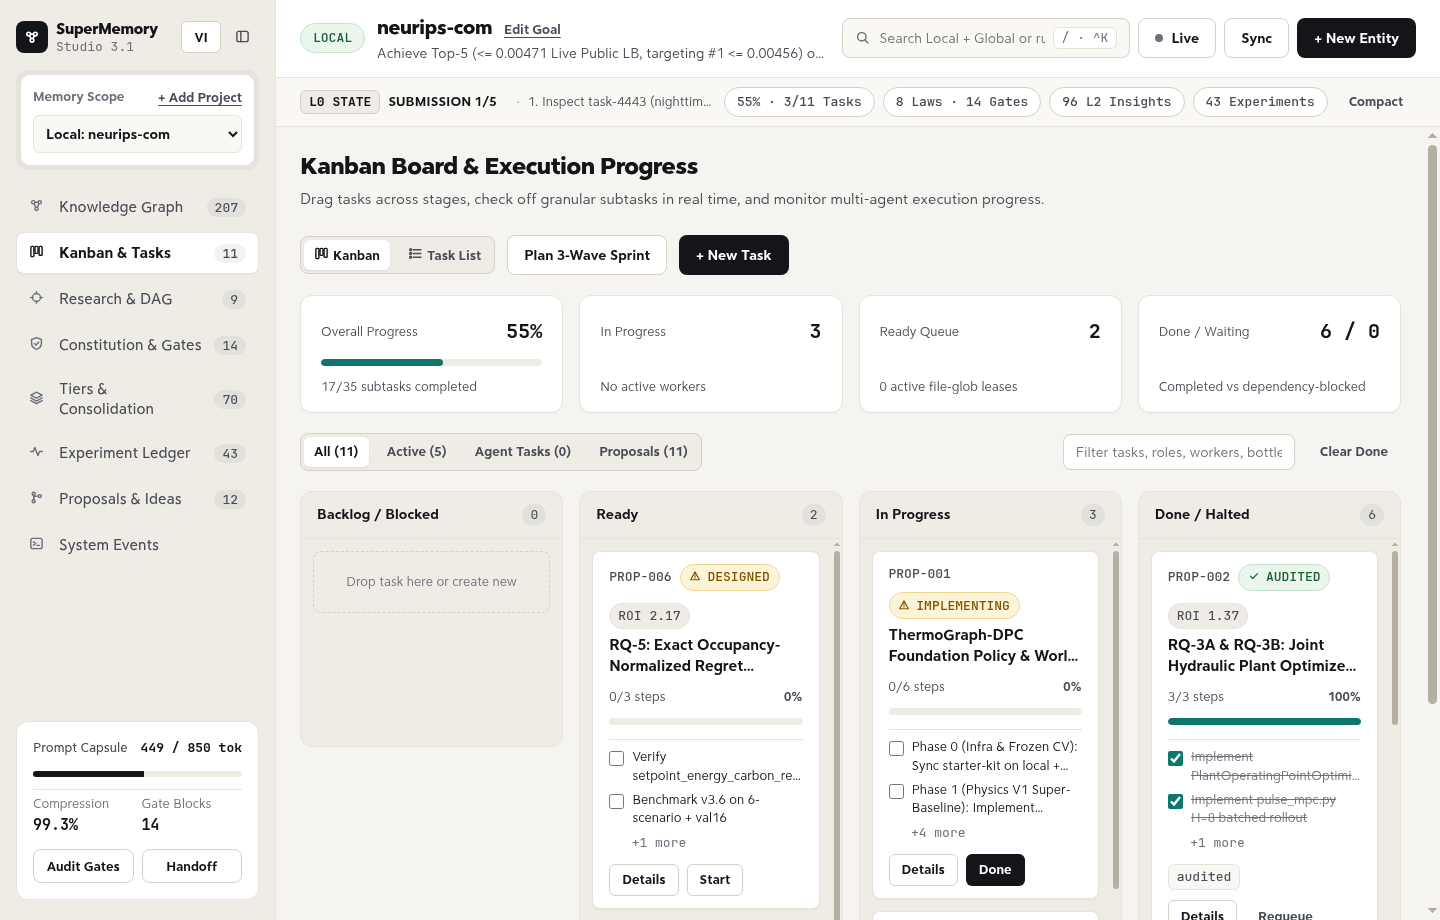 SuperMemory
Studio 3.1
VI
Memory Scope
+ Add Project
Local: neurips-com
Knowledge Graph 207
Kanban & Tasks 11
Research & DAG 9
Constitution & Gates 14
Tiers &
Consolidation 70
Experiment Ledger 43
Proposals & Ideas 12
System Events
Prompt Capsule 449 / 850 tok
Compression Gate Blocks
99.3% 14
Audit Gates Handoff
LOCAL
neurips-com Edit Goal
Achieve Top-5 (<= 0.00471 Live Public LB, targeting #1 <= 0.00456) o...
Search Local + Global or ru / · ^K
Live
Sync
+ New Entity
L0 STATE SUBMISSION 1/5 · 1. Inspect task-4443 (nighttim...
55% · 3/11 Tasks
8 Laws · 14 Gates
96 L2 Insights
43 Experiments
Compact
Kanban Board & Execution Progress
Drag tasks across stages, check off granular subtasks in real time, and monitor multi-agent execution progress.
Kanban Task List Plan 3-Wave Sprint + New Task
Overall Progress 55%
17/35 subtasks completed
In Progress 3
No active workers
Ready Queue 2
0 active file-glob leases
Done / Waiting 6 / 0
Completed vs dependency-blocked
All (11) Active (5) Agent Tasks (0) Proposals (11)
Filter tasks, roles, workers, bottle
Clear Done
Backlog / Blocked 0
Drop task here or create new
Ready 2
PROP-006 DESIGNED
ROI 2.17
RQ-5: Exact Occupancy-
Normalized Regret...
0/3 steps 0%
Verify
setpoint_energy_carbon_re...
Benchmark v3.6 on 6-
scenario + val16
+1 more
Details Start
In Progress 3
PROP-001
IMPLEMENTING
ThermoGraph-DPC
Foundation Policy & Worl...
0/6 steps 0%
Phase 0 (Infra & Frozen CV):
Sync starter-kit on local +...
Phase 1 (Physics V1 Super-
Baseline): Implement...
+4 more
Details Done
Done / Halted 6
PROP-002 AUDITED
ROI 1.37
RQ-3A & RQ-3B: Joint
Hydraulic Plant Optimize...
3/3 steps 100%
Implement
PlantOperatingPointOptimi...
Implement pulse_mpc.py
H=8 batched rollout
+1 more
audited
Details Requeue